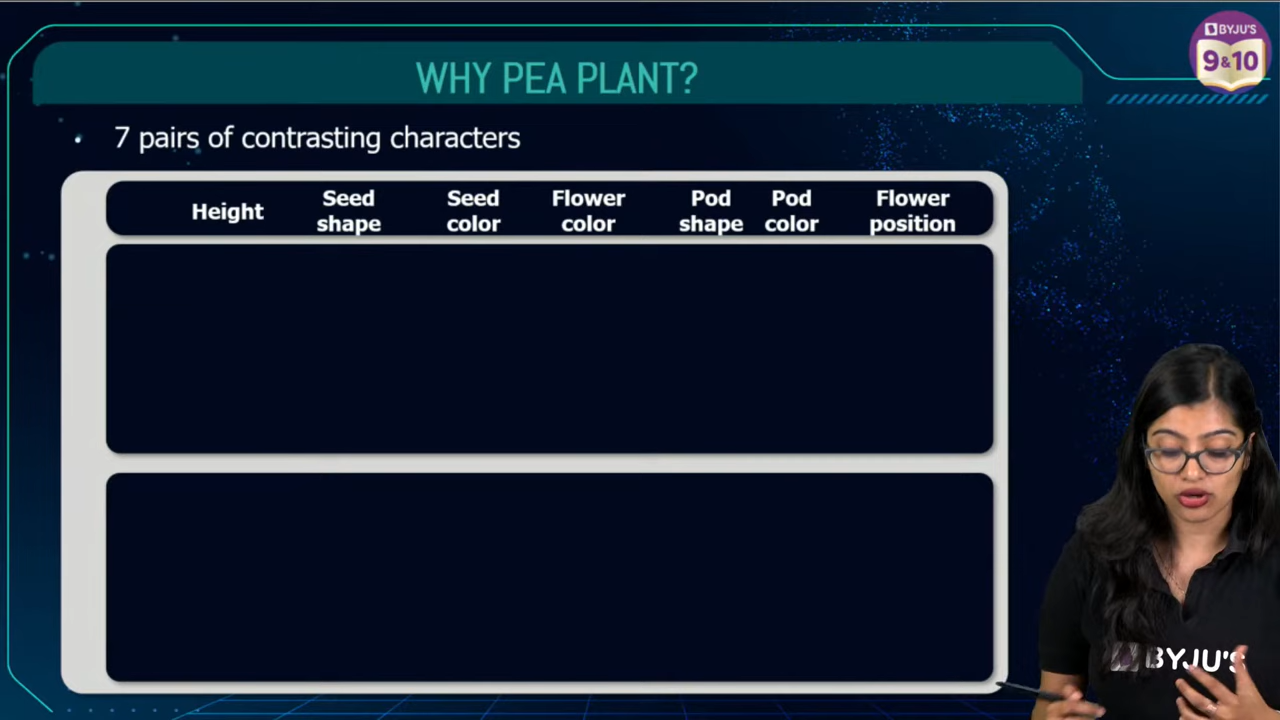 WHY PEA PLANT?
BYJU'S
9&10
• 7 pairs of contrasting characters
Height
Seed
shape
Seed
color
Flower
color
Pod
shape
Pod
color
Flower
position
BYJU'S